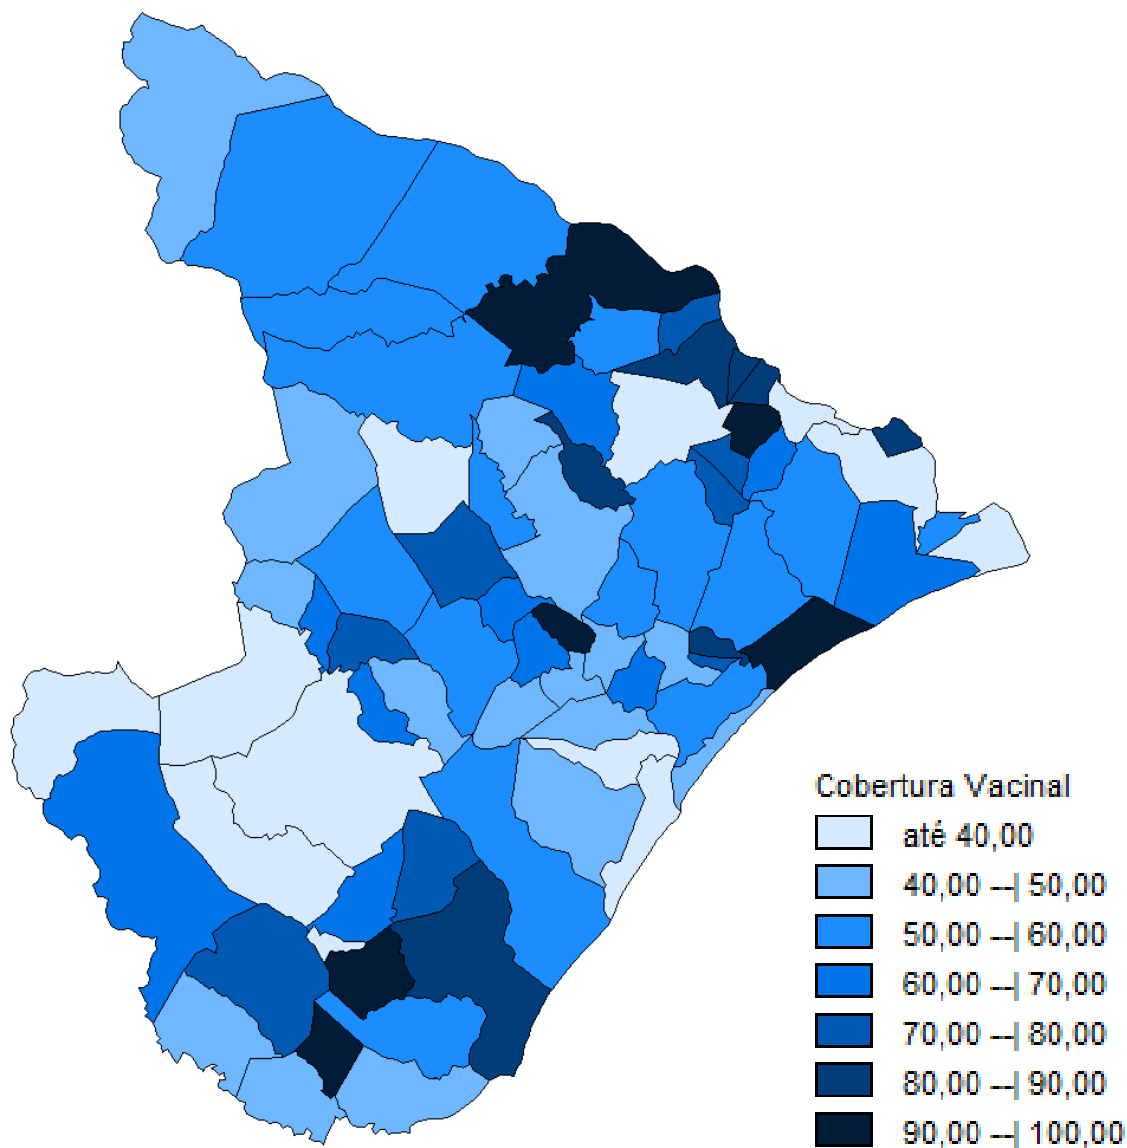 Cobertura Vacinal
até 40,00
40,00 --| 50,00
50,00 --| 60,00
60,00 --| 70,00
70,00 --| 80,00
80,00 --| 90,00
90,00 --| 100,00